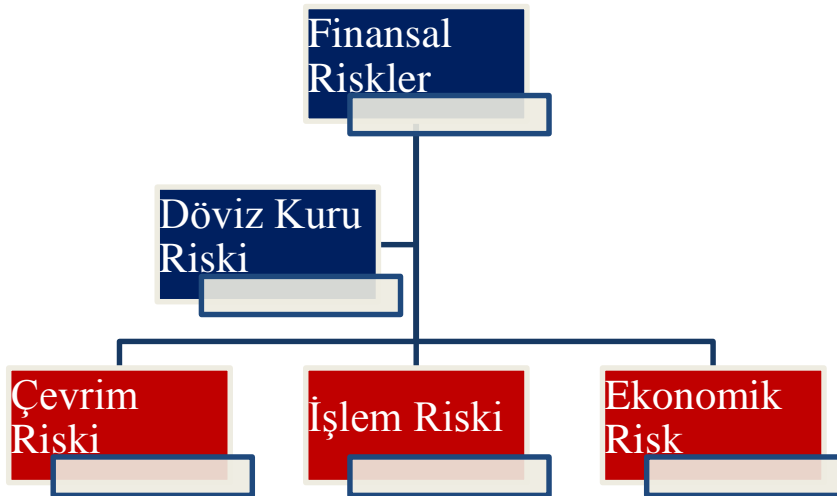 Finansal
Riskler
Döviz Kuru
Riski
Çevrim
Riski
İşlem Riski
Ekonomik
Risk